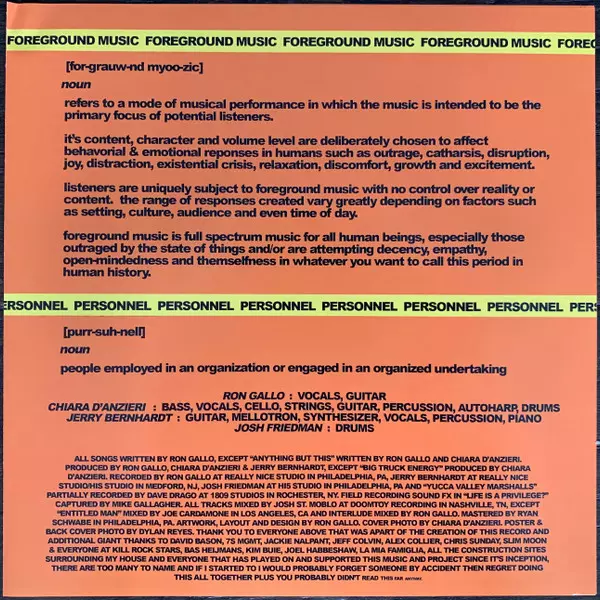 FOREGROUND MUSIC FOREGROUND MUSIC FOREGROUND MUSIC FOREGROUND MUSIC FOREG
[for-grauw-nd myoo-zic]
noun
refers to a mode of musical performance in which the music is intended to be the
primary focus of potential listeners.
it's content, character and volume level are deliberately chosen to affect
behavorial & emotional reponses in humans such as outrage, catharsis, disruption,
joy, distraction, existential crisis, relaxation, discomfort, growth and excitement.
listeners are uniquely subject to foreground music with no control over reality or
content. the range of responses created vary greatly depending on factors such
as setting, culture, audience and even time of day.
foreground music is full spectrum music for all human beings, especially those
outraged by the state of things and/or are attempting decency, empathy,
open-mindedness and themselfness in whatever you want to call this period in
human history.
ERSONNEL PERSONNEL PERSONNEL PERSONNEL PERSONNEL PERSONNEL PERSONNEL PERS
[purr-suh-nell]
noun
people employed in an organization or engaged in an organized undertaking
RON GALLO : VOCALS, GUITAR
CHIARA D'ANZIERI : BASS, VOCALS, CELLO, STRINGS, GUITAR, PERCUSSION, AUTOHARP, DRUMS
JERRY BERNHARDT : GUITAR, MELLOTRON, SYNTHESIZER, VOCALS, PERCUSSION, PIANO
JOSH FRIEDMAN : DRUMS
ALL SONGS WRITTEN BY RON GALLO, EXCEPT "ANYTHING BUT THIS" WRITTEN BY RON GALLO AND CHIARA D'ANZIERI.
PRODUCED BY RON GALLO, CHIARA D'ANZIERI & JERRY BERNHARDT, EXCEPT "BIG TRUCK ENERGY" PRODUCED BY CHIARA
D'ANZIERI. RECORDED BY RON GALLO AT REALLY NICE STUDIO IN PHILADELPHIA, PA, JERRY BERNHARDT AT REALLY NICE
STUDIO/HIS STUDIO IN MEDFORD, NJ, JOSH FRIEDMAN AT HI5 STUDIO IN PHILADELPHIA, PA AND "YUCCA VALLEY MARSHALLS"
PARTIALLY RECORDED BY DAVE DRAGO AT 1809 STUDIOS IN ROCHESTER, NY. FIELD RECORDING SOUND FX IN "LIFE IS A PRIVILEGE?"
CAPTURED BY MIKE GALLAGHER. ALL TRACKS MIXED BY JOSH ST. MOBLO AT DOOMTOY RECORDING IN NASHVILLE, TN, EXCEPT
"ENTITLED MAN" MIXED BY JOE CARDAMONE IN LOS ANGELES, CA AND INTERLUDE MIXED BY RON GALLO. MASTERED BY RYAN
SCHWABE IN PHILADELPHIA, PA. ARTWORK, LAYOUT AND DESIGN BY RON GALLO. COVER PHOTO BY CHIARA D'ANZIERI. POSTER &
BACK COVER PHOTO BY DYLAN REYES. THANK YOU TO EVERYONE ABOVE THAT WAS APART OF THE CREATION OF THIS RECORD AND
ADDITIONAL GIANT THANKS TO DAVID BASON, 7S MGMT, JACKIE NALPANT, JEFF COLVIN, ALEX COLLIER, CHRIS SUNDAY, SLIM MOON
& EVERYONE AT KILL ROCK STARS, BAS HEIJMANS, KIM BUIE, JOEL HABBESHAW, LA MIA FAMIGLIA, ALL THE CONSTRUCTION SITES
SURROUNDING MY HOUSE AND EVERYONE THAT HAS PLAYED ON AND SUPPORTED THIS MUSIC AND PROJECT SINCE IT'S INCEPTION,
THERE ARE TOO MANY TO NAME AND IF I STARTED TO I WOULD PROBABLY FORGET SOMEONE BY ACCIDENT THEN REGRET DOING
THIS ALL TOGETHER PLUS YOU PROBABLY DIDN'T READ THIS FAR ANYWAY.